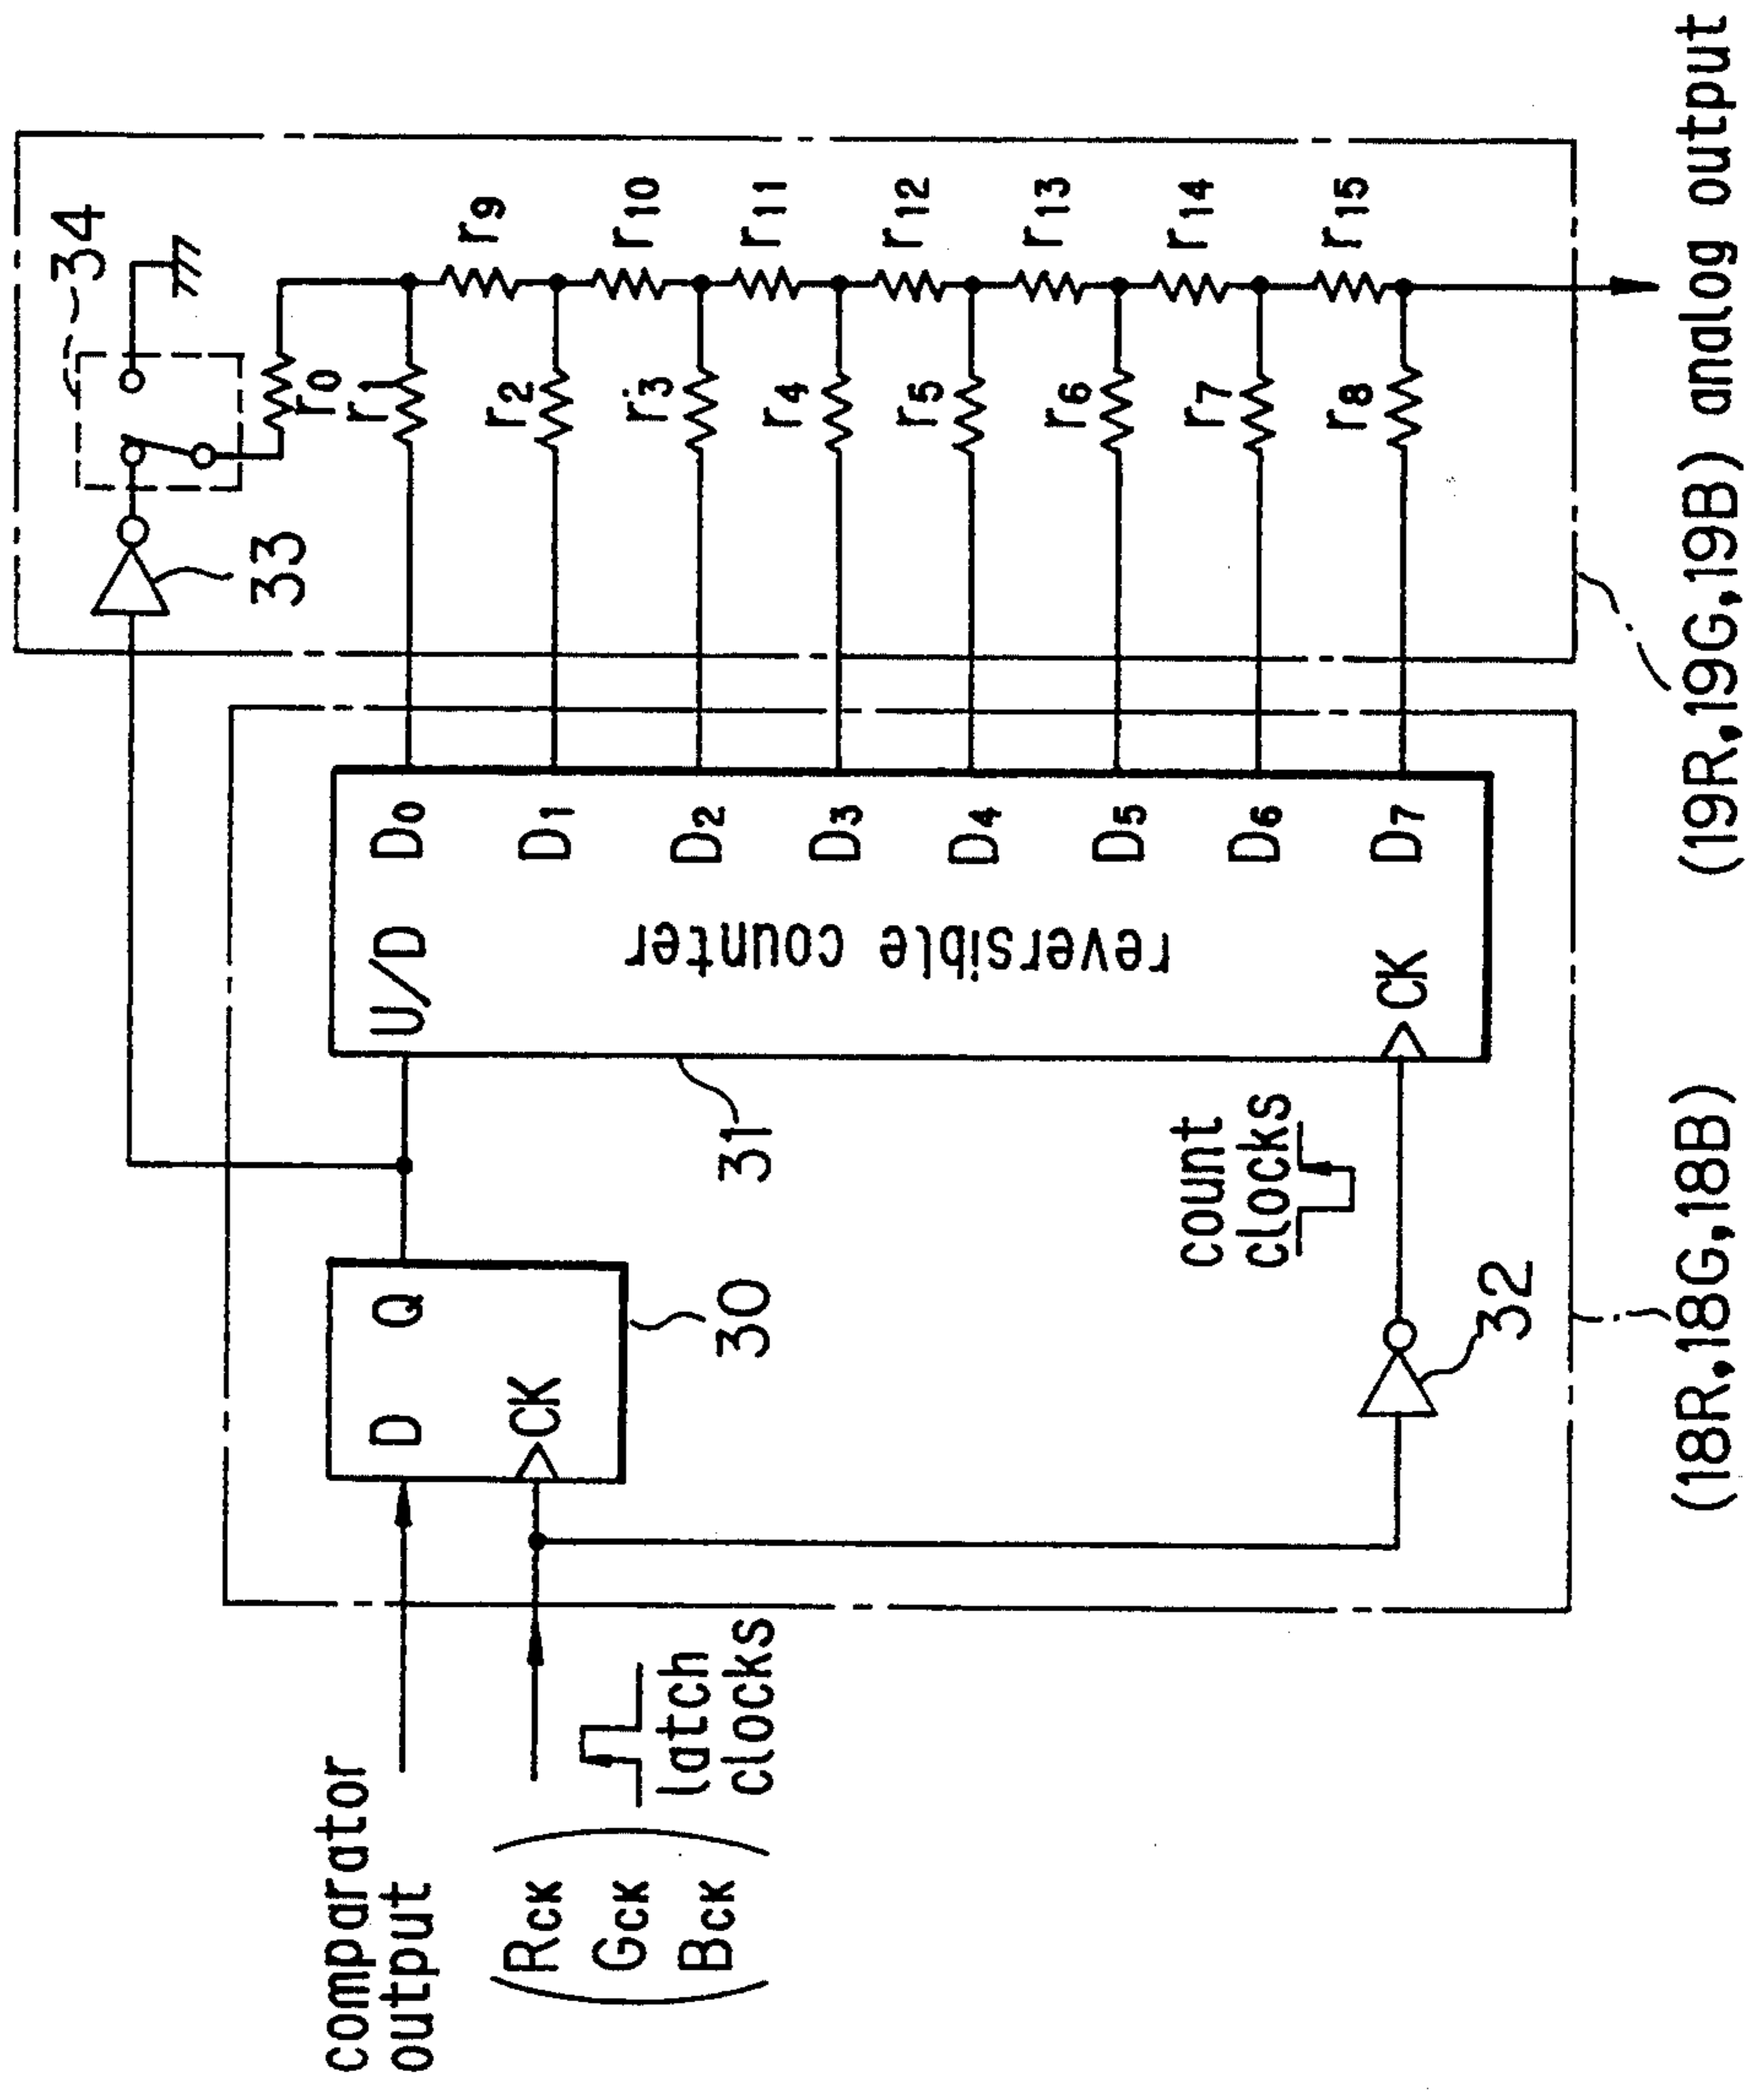 comparator
output
(RCK
GCK
BCK)
latch
clocks
D Q
CK
30
U/D
reversible counter
CK
31
D0
D1
D2
D3
D4
D5
D6
D7
count
clocks
32
(18R,18G,18B)
33
34
r0
r1
r2
r3
r4
r5
r6
r7
r8
r9
r10
r11
r12
r13
r14
r15
(19R,19G,19B)
analog output